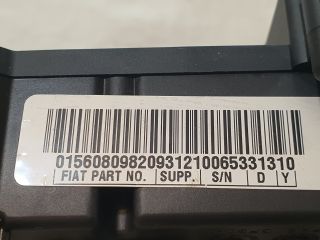 01560809820931210065331310
FIAT PART NO. SUPP. S/N D Y